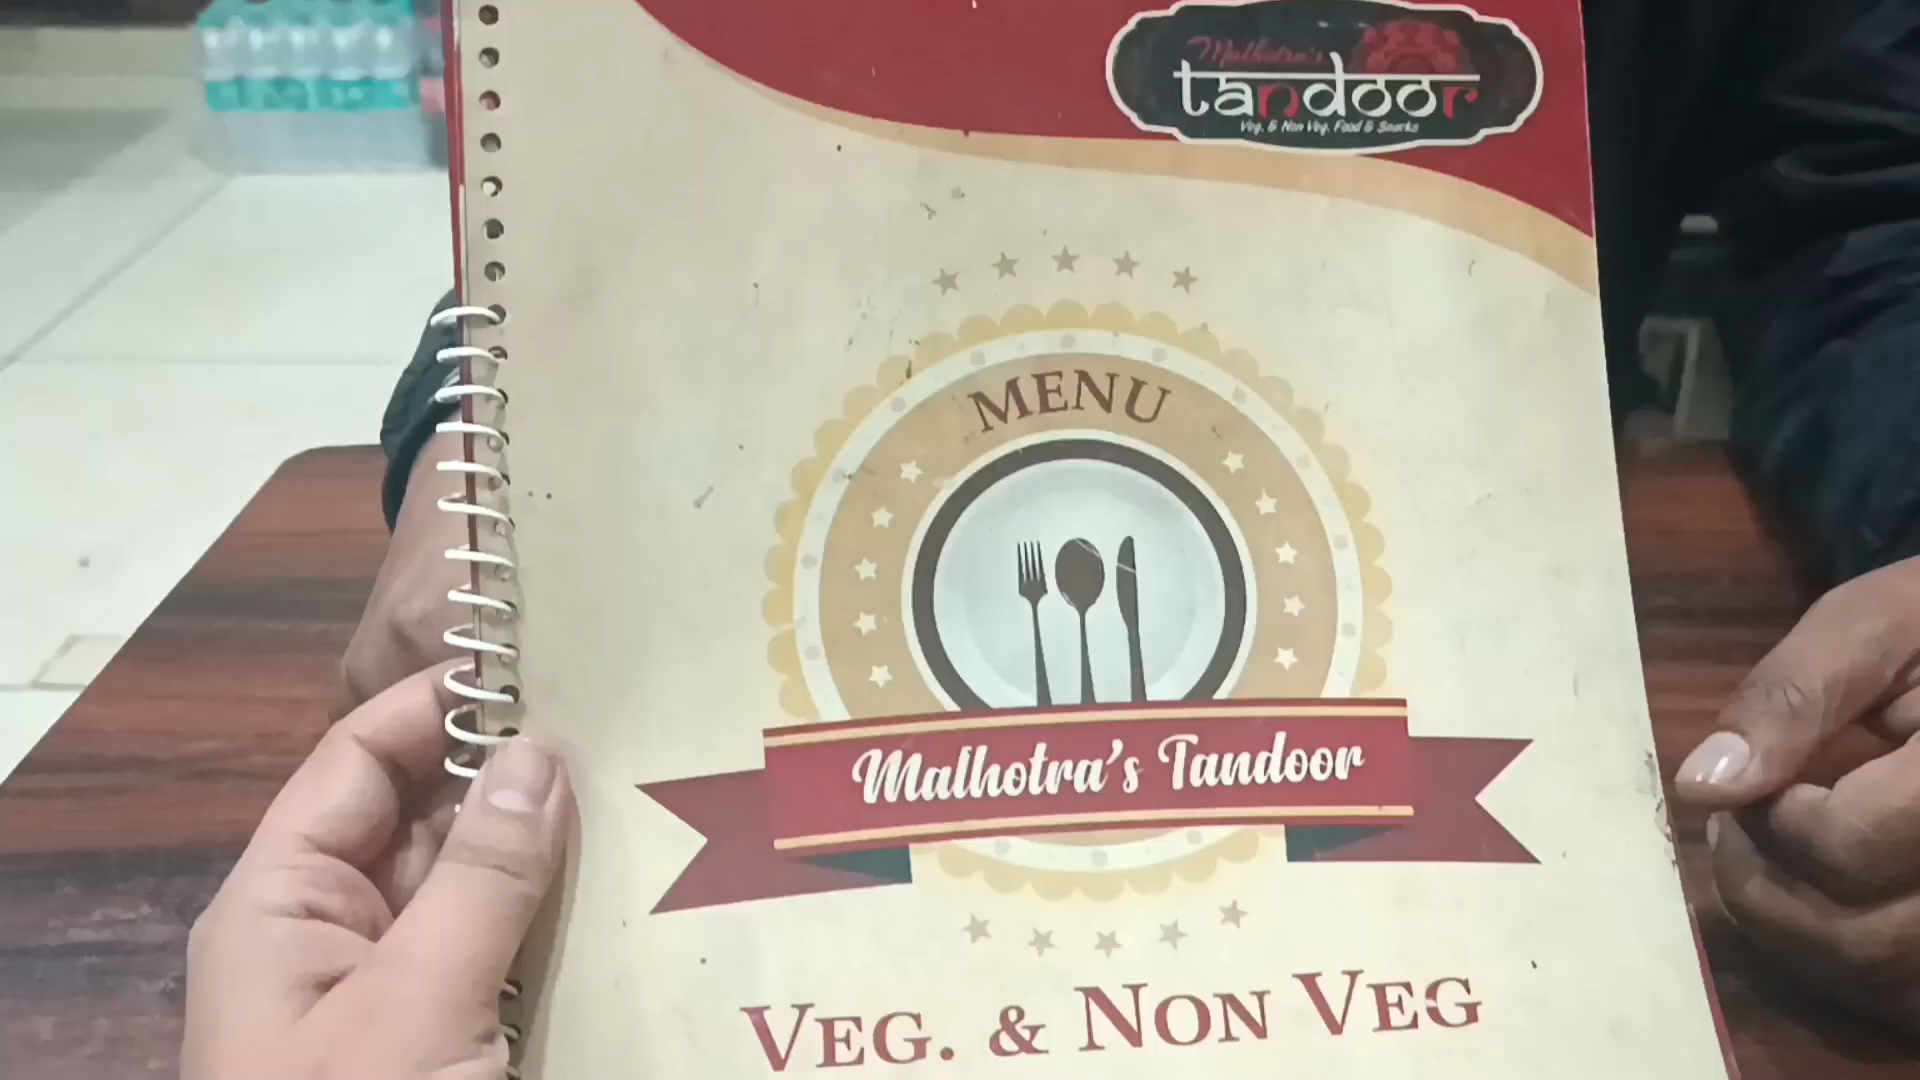 Malhotra's
tandoor
Veg. & Non Veg. Food & Snacks
MENU
Malhotra's Tandoor
VEG. & NON VEG